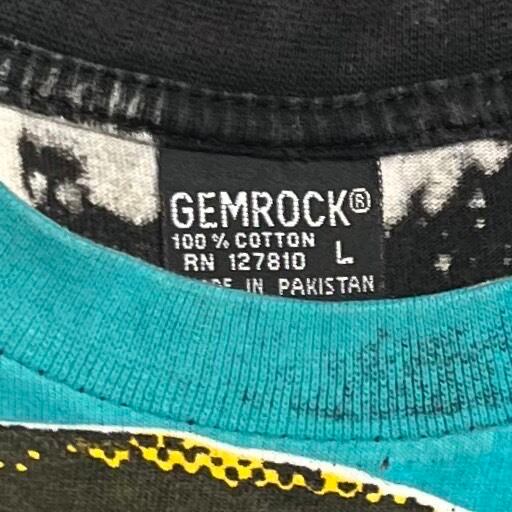 GEMROCK®
100% COTTON
RN 127810 L
IN PAKISTAN